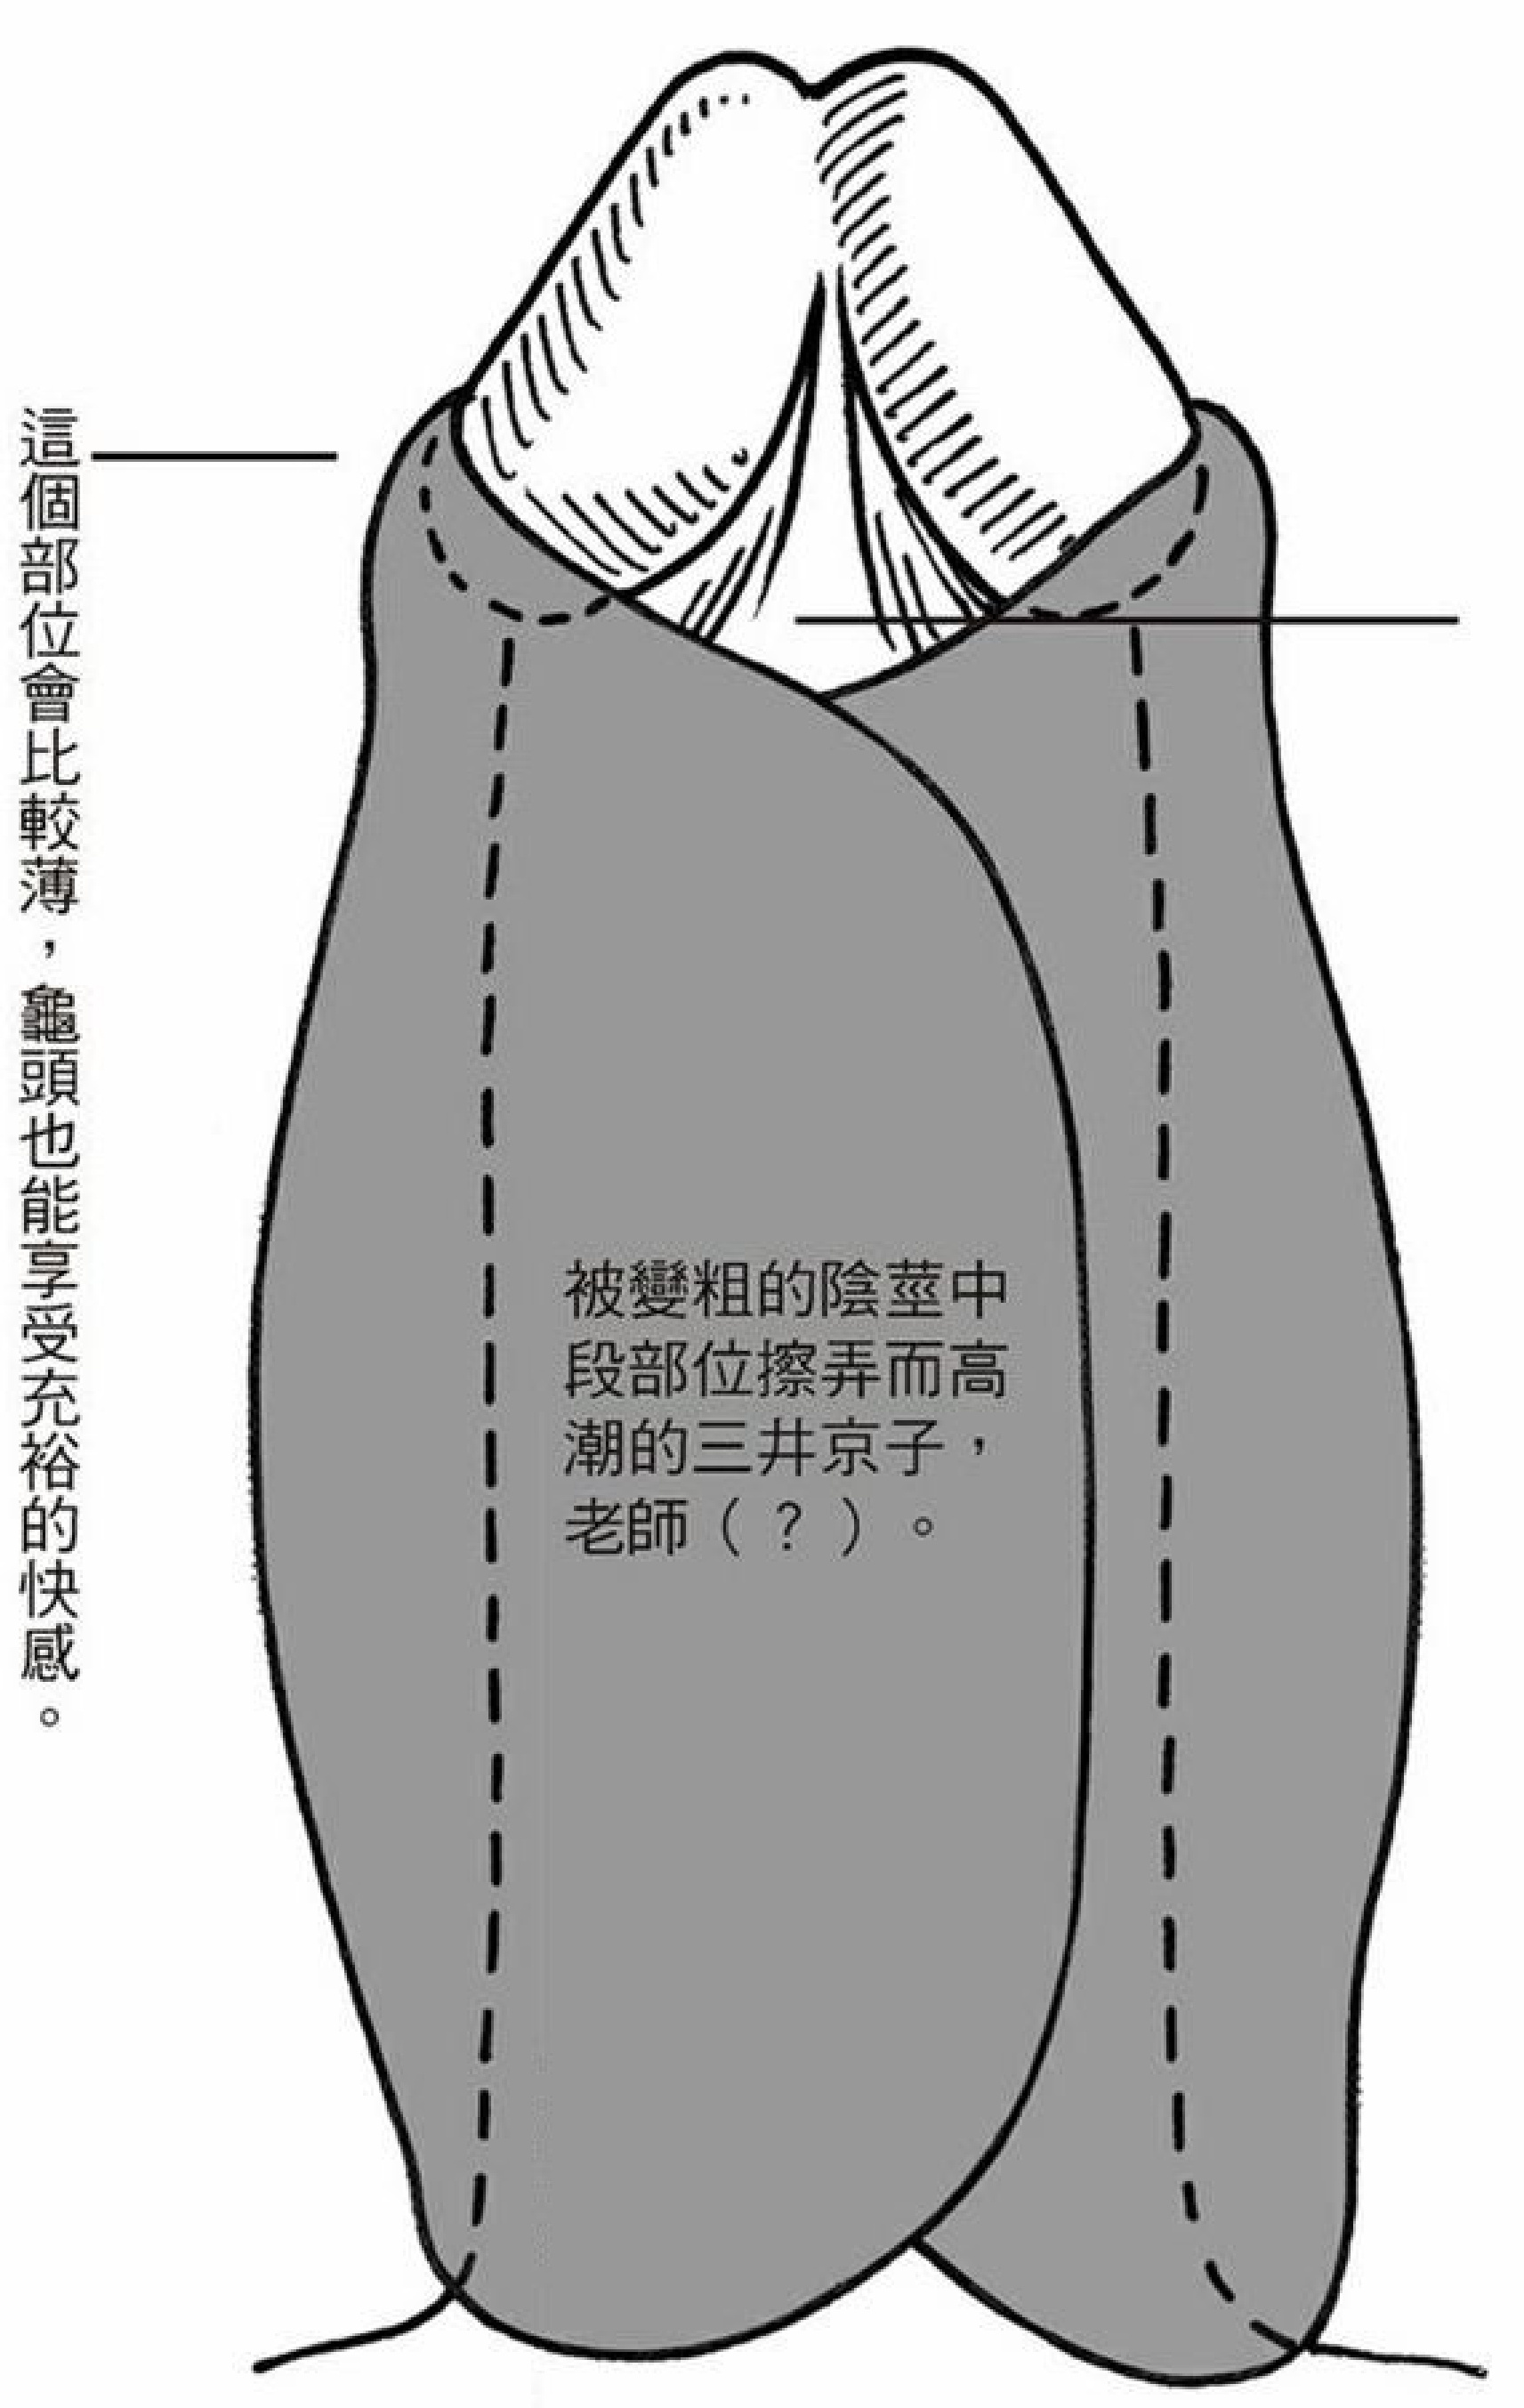 這個部位會比較薄，龜頭也能享受充裕的快感。
被變粗的陰莖中
段部位擦弄而高
潮的三井京子，
老師（？）。